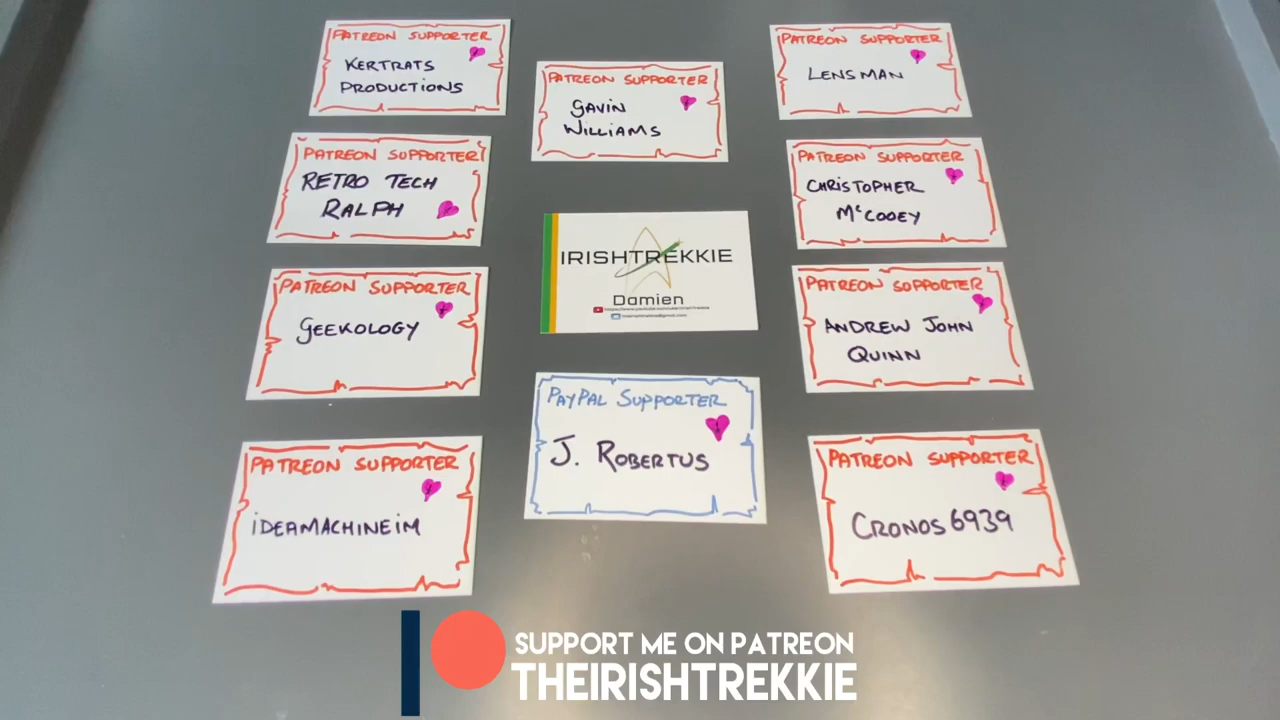 PATREON SUPPORTER
KERTRATS
PRODUCTIONS
PATREON SUPPORTER
GAVIN
WILLIAMS
PATREON SUPPORTER
LENSMAN
PATREON SUPPORTER
RETRO TECH
RALPH
PATREON SUPPORTER
CHRISTOPHER
McCOOEY
IRISHTREKKIE
Damien
PATREON SUPPORTER
GEEKOLOGY
PATREON SUPPORTER
ANDREW JOHN
QUINN
PAYPAL SUPPORTER
J. ROBERTUS
PATREON SUPPORTER
iDEAMACHINEiM
PATREON SUPPORTER
CRONOS6939
SUPPORT ME ON PATREON
THEIRISHTREKKIE